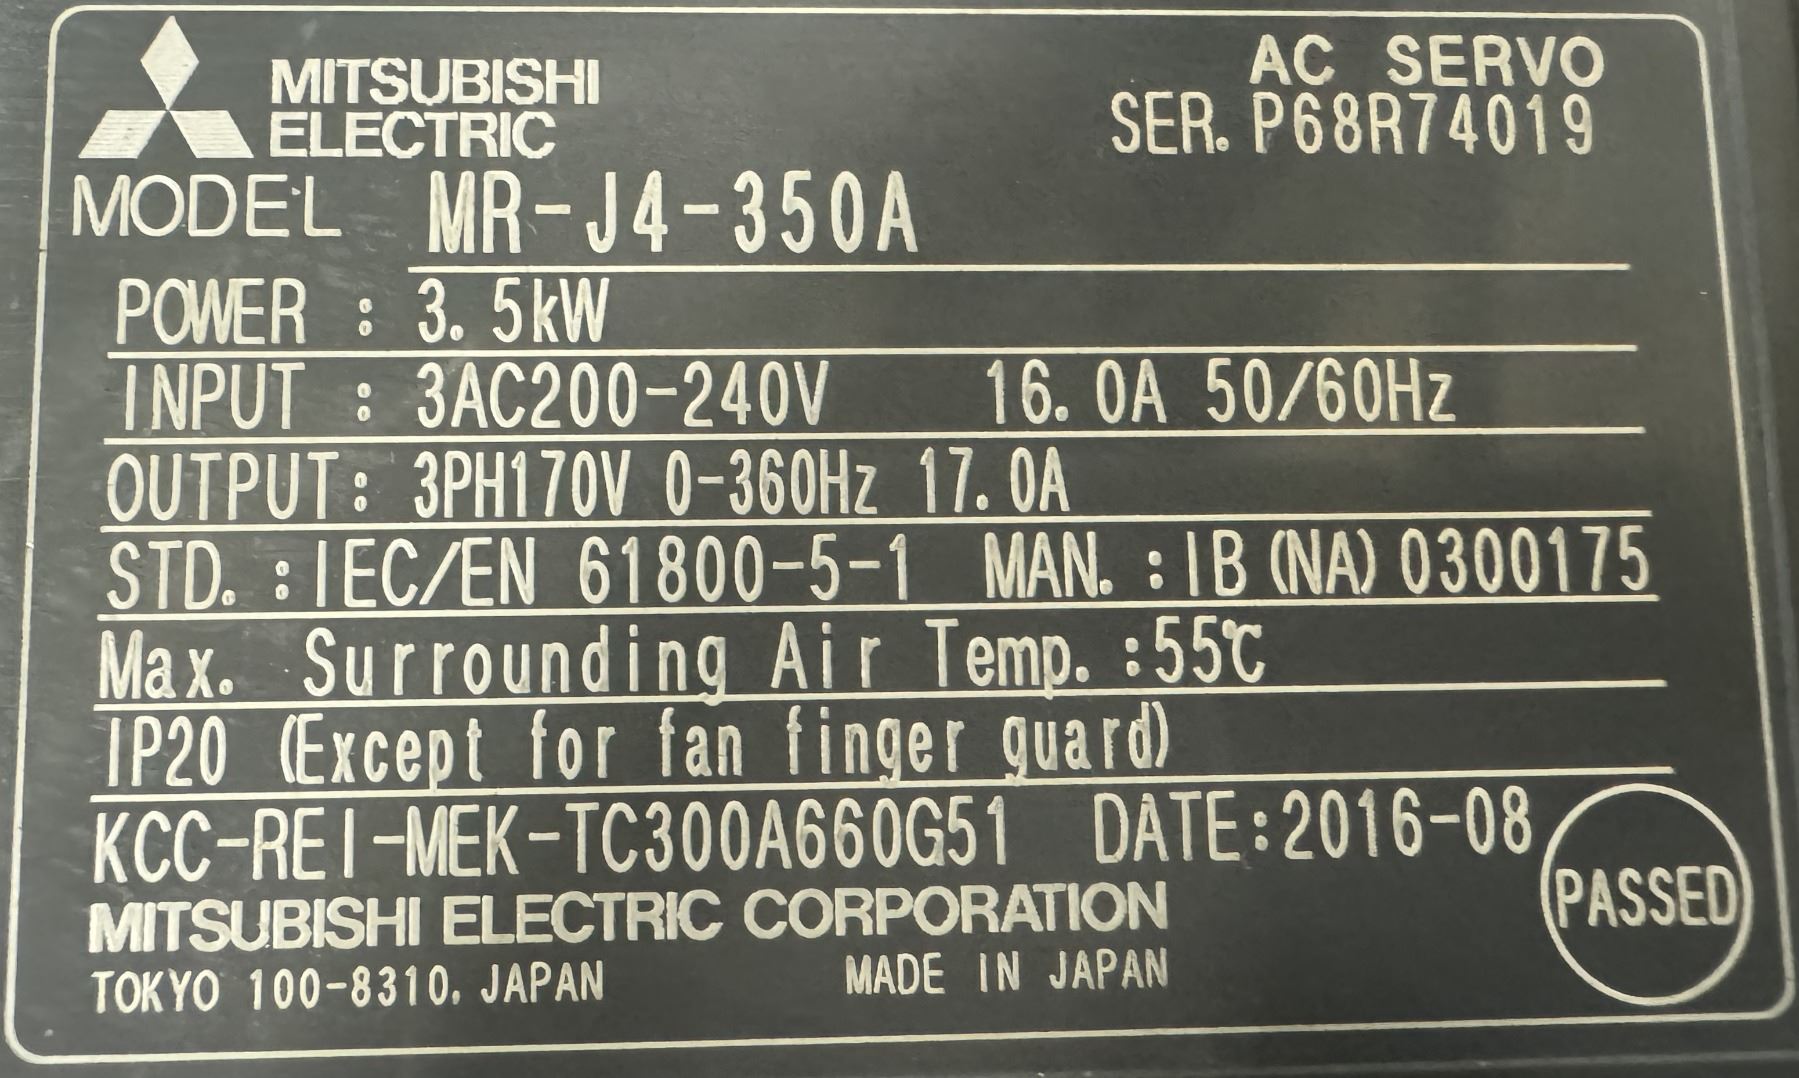 MITSUBISHI
ELECTRIC
AC SERVO
SER. P68R74019
MODEL MR-J4-350A
POWER : 3.5kW
INPUT : 3AC200-240V 16.0A 50/60Hz
OUTPUT: 3PH170V 0-360Hz 17.0A
STD. : IEC/EN 61800-5-1 MAN. : IB(NA)0300175
Max. Surrounding Air Temp. :55℃
IP20 (Except for fan finger guard)
KCC-REI-MEK-TC300A660G51 DATE:2016-08
PASSED
MITSUBISHI ELECTRIC CORPORATION
TOKYO 100-8310, JAPAN MADE IN JAPAN